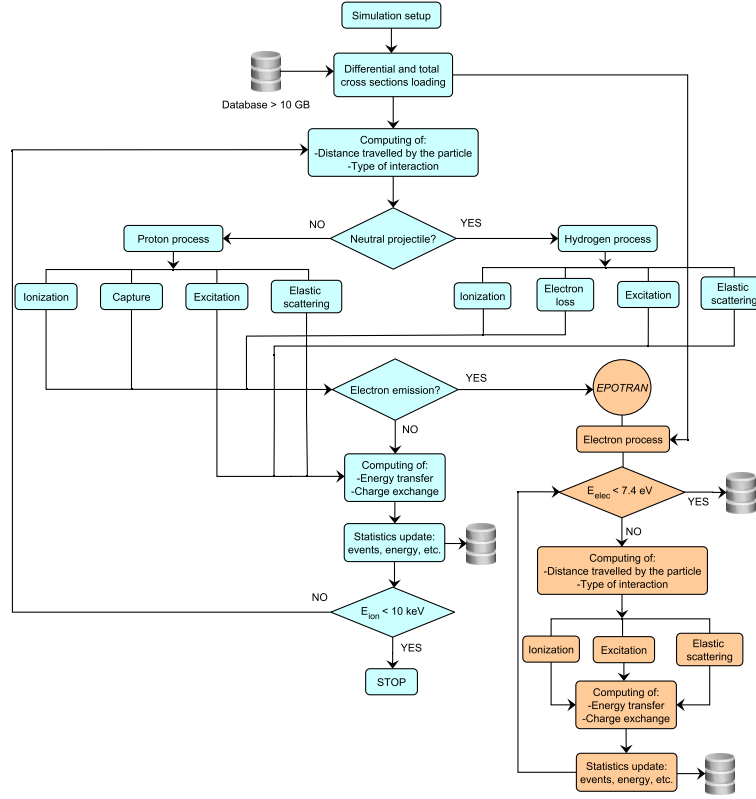 Simulation setup
Differential and total
cross sections loading
Database > 10 GB
Computing of:
-Distance travelled by the particle
-Type of interaction
NO
Neutral projectile?
YES
Proton process
Hydrogen process
Ionization
Capture
Excitation
Elastic
scattering
Ionization
Electron
loss
Excitation
Elastic
scattering
Electron emission?
YES
EPOTRAN
NO
Electron process
Computing of:
-Energy transfer
-Charge exchange
Eelec < 7.4 eV
YES
NO
Statistics update:
events, energy, etc.
Computing of:
-Distance travelled by the particle
-Type of interaction
NO
Eion < 10 keV
YES
STOP
Ionization
Excitation
Elastic
scattering
Computing of:
-Energy transfer
-Charge exchange
Statistics update:
events, energy, etc.